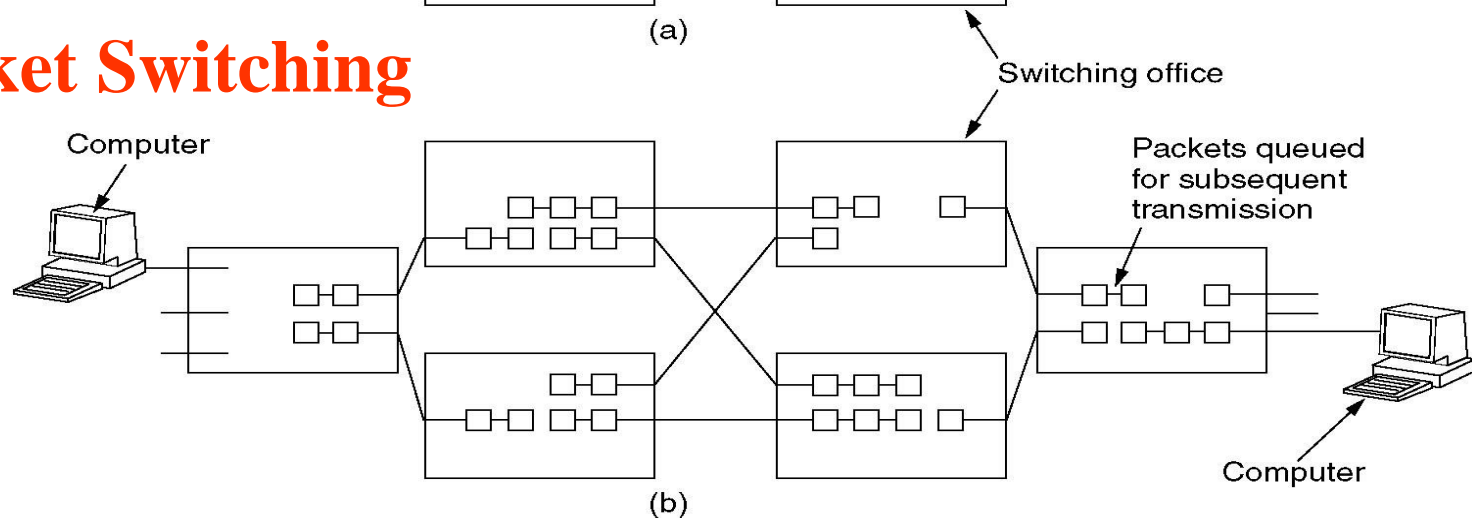 (a)
ket Switching
Switching office
Computer
Packets queued
for subsequent
transmission
Computer
(b)